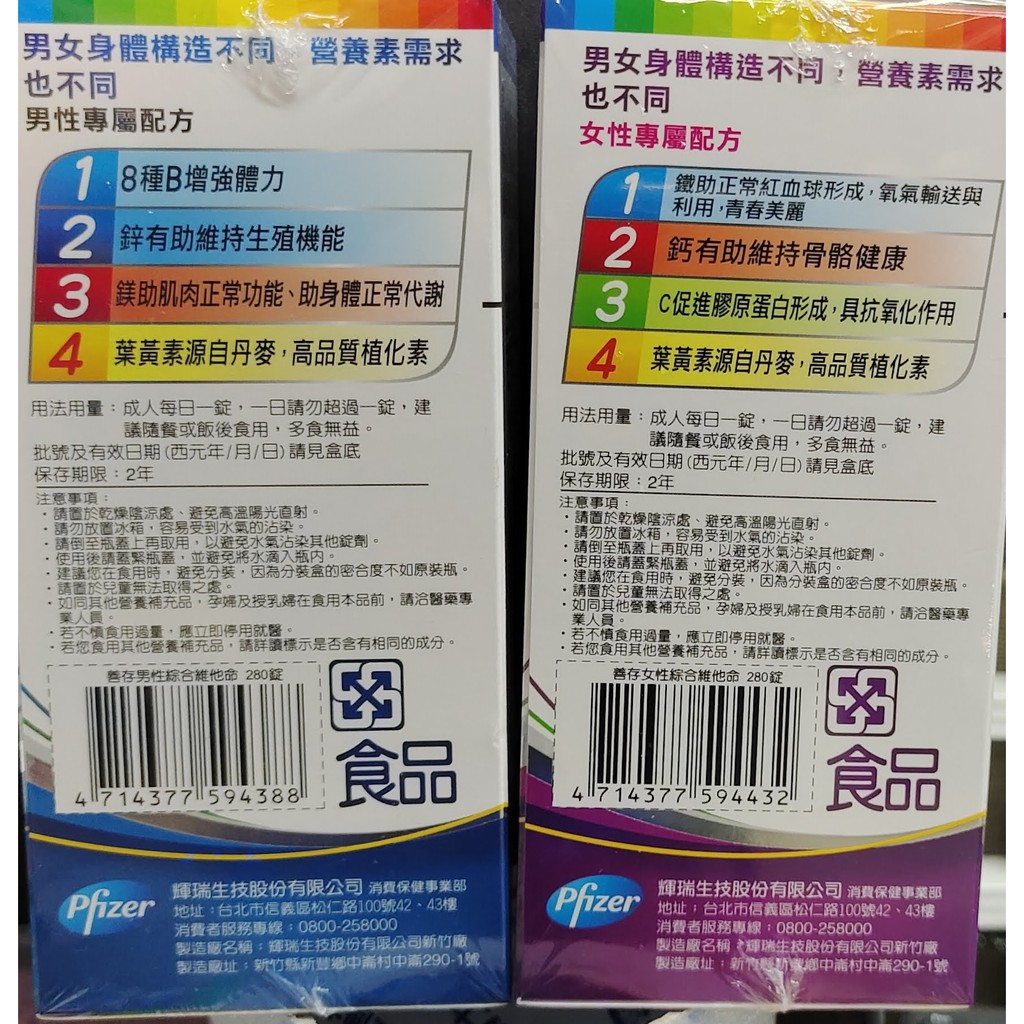 男女身體構造不同 營養素需求
也不同
男性專屬配方
1 8種B增強體力
2 鋅有助維持生殖機能
3 鎂助肌肉正常功能、助身體正常代謝
4 葉黃素源自丹麥，高品質植化素
用法用量：成人每日一錠，一日請勿超過一錠，建
議隨餐或飯後食用，多食無益。
批號及有效日期(西元年/月/日)請見盒底
保存期限：2年
注意事項：
・請置於乾燥陰涼處、避免高溫陽光直射。
・請勿放置冰箱，容易受到水氣的沾染。
・請倒至瓶蓋上再取用，以避免水氣沾染其他錠劑。
・使用後請蓋緊瓶蓋，並避免將水滴入瓶內。
・建議您在食用時，避免分裝，因為分裝盒的密合度不如原裝瓶。
・請置於兒童無法取得之處。
・如同其他營養補充品，孕婦及授乳婦在食用本品前，請洽醫藥專
業人員。
・若不慎食用過量，應立即停用就醫。
・若您食用其他營養補充品，請詳讀標示是否含有相同的成分。
善存男性綜合維他命 280錠
4 714377 594388
食品
Pfizer
輝瑞生技股份有限公司 消費保健事業部
地址：台北市信義區松仁路100號42、43樓
消費者服務專線：0800-258000
製造廠名稱：輝瑞生技股份有限公司新竹廠
製造廠址：新竹縣新豐鄉中崙村中崙290-1號
男女身體構造不同，營養素需求
也不同
女性專屬配方
1 鐵助正常紅血球形成，氧氣輸送與
利用，青春美麗
2 鈣有助維持骨骼健康
3 C促進膠原蛋白形成，具抗氧化作用
4 葉黃素源自丹麥，高品質植化素
用法用量：成人每日一錠，一日請勿超過一錠，建
議隨餐或飯後食用，多食無益。
批號及有效日期(西元年/月/日)請見盒底
保存期限：2年
注意事項：
・請置於乾燥陰涼處、避免高溫陽光直射。
・請勿放置冰箱，容易受到水氣的沾染。
・請倒至瓶蓋上再取用，以避免水氣沾染其他錠劑。
・使用後請蓋緊瓶蓋，並避免將水滴入瓶內。
・建議您在食用時，避免分裝，因為分裝盒的密合度不如原裝瓶。
・請置於兒童無法取得之處。
・如同其他營養補充品，孕婦及授乳婦在食用本品前，請洽醫藥專
業人員。
・若不慎食用過量，應立即停用就醫。
・若您食用其他營養補充品，請詳讀標示是否含有相同的成分。
善存女性綜合維他命 280錠
4 714377 594432
食品
Pfizer
輝瑞生技股份有限公司 消費保健事業部
地址：台北市信義區松仁路100號42、43樓
消費者服務專線：0800-258000
製造廠名稱：輝瑞生技股份有限公司新竹廠
製造廠址：新竹縣新豐鄉中崙村中崙290-1號